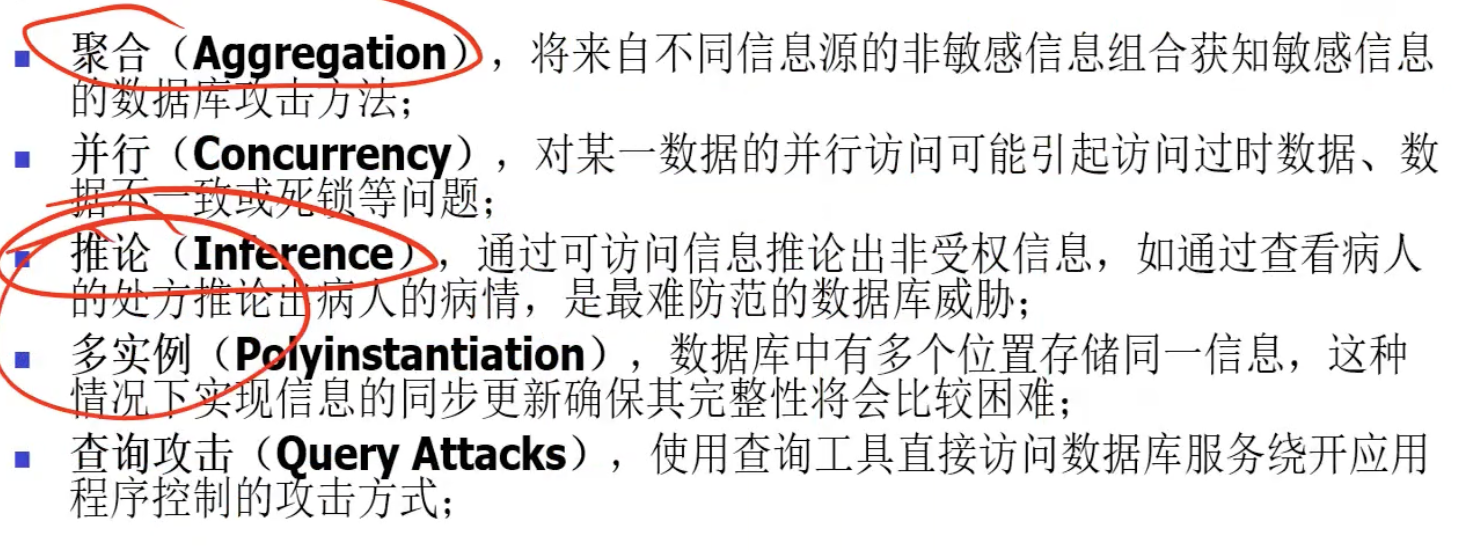 聚合（Aggregation），将来自不同信息源的非敏感信息组合获知敏感信息
的数据库攻击方法；
并行（Concurrency），对某一数据的并行访问可能引起访问过时数据、数
据不一致或死锁等问题；
推论（Inference），通过可访问信息推论出非受权信息，如通过查看病人
的处方推论出病人的病情，是最难防范的数据库威胁；
多实例（Polyinstantiation），数据库中有多个位置存储同一信息，这种
情况下实现信息的同步更新确保其完整性将会比较困难；
查询攻击（Query Attacks），使用查询工具直接访问数据库服务绕开应用
程序控制的攻击方式；